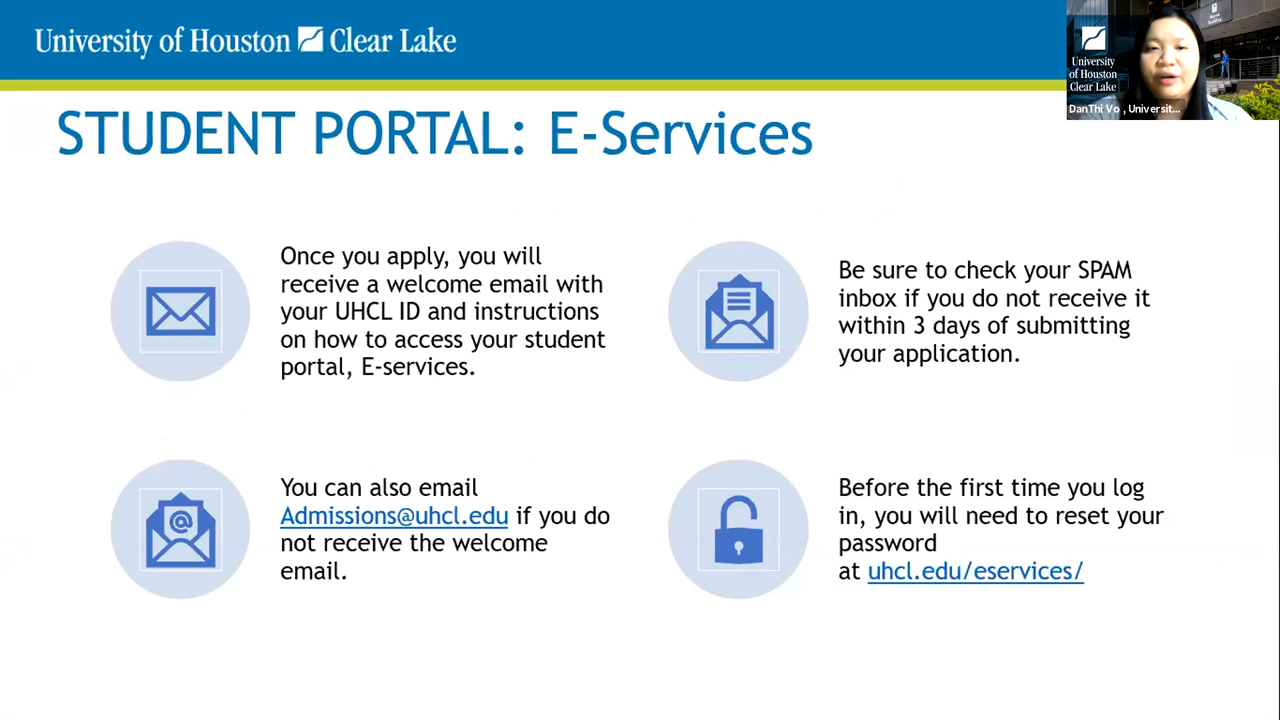 University of Houston Clear Lake
University
of Houston
Clear Lake
DanThi Vo , Universit...
STUDENT PORTAL: E-Services
Once you apply, you will
receive a welcome email with
your UHCL ID and instructions
on how to access your student
portal, E-services.
Be sure to check your SPAM
inbox if you do not receive it
within 3 days of submitting
your application.
You can also email
Admissions@uhcl.edu if you do
not receive the welcome
email.
Before the first time you log
in, you will need to reset your
password
at uhcl.edu/eservices/